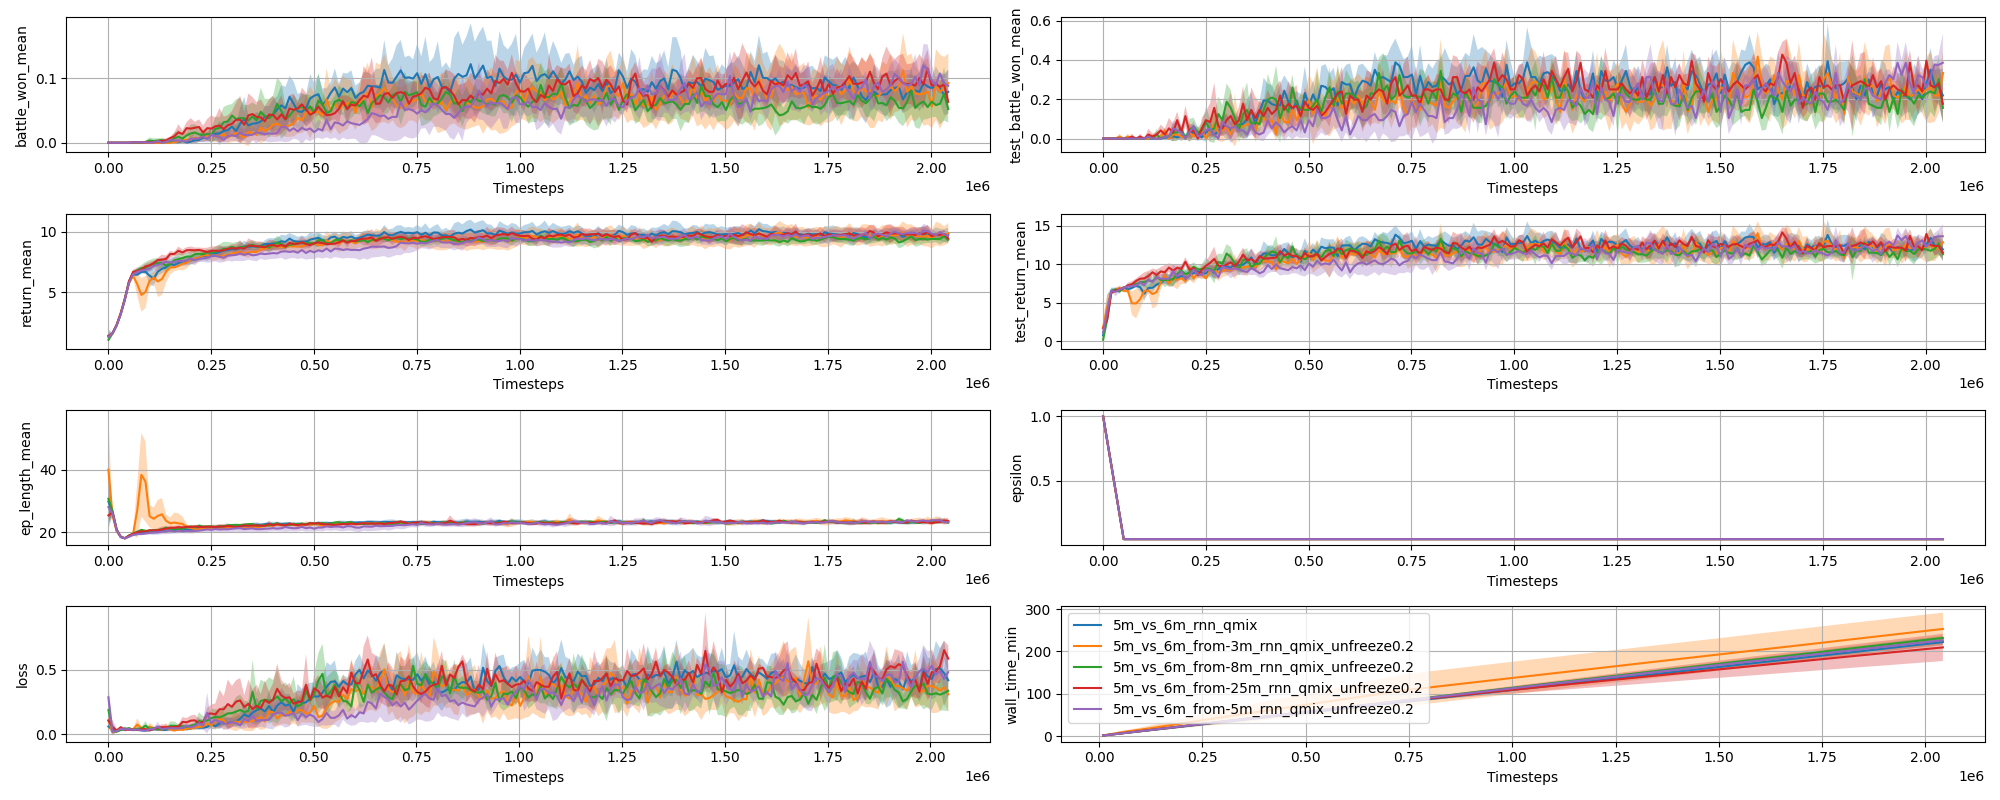 battle_won_mean
0.1
0.0
0.00 0.25 0.50 0.75 1.00 1.25 1.50 1.75 2.00
Timesteps
1e6
test_battle_won_mean
0.6
0.4
0.2
0.0
0.00 0.25 0.50 0.75 1.00 1.25 1.50 1.75 2.00
Timesteps
1e6
return_mean
10
5
0.00 0.25 0.50 0.75 1.00 1.25 1.50 1.75 2.00
Timesteps
1e6
test_return_mean
15
10
5
0
0.00 0.25 0.50 0.75 1.00 1.25 1.50 1.75 2.00
Timesteps
1e6
ep_length_mean
40
20
0.00 0.25 0.50 0.75 1.00 1.25 1.50 1.75 2.00
Timesteps
1e6
epsilon
1.0
0.5
0.00 0.25 0.50 0.75 1.00 1.25 1.50 1.75 2.00
Timesteps
1e6
loss
0.5
0.0
0.00 0.25 0.50 0.75 1.00 1.25 1.50 1.75 2.00
Timesteps
1e6
wall_time_min
300
200
100
0
5m_vs_6m_rnn_qmix
5m_vs_6m_from-3m_rnn_qmix_unfreeze0.2
5m_vs_6m_from-8m_rnn_qmix_unfreeze0.2
5m_vs_6m_from-25m_rnn_qmix_unfreeze0.2
5m_vs_6m_from-5m_rnn_qmix_unfreeze0.2
0.00 0.25 0.50 0.75 1.00 1.25 1.50 1.75 2.00
Timesteps
1e6